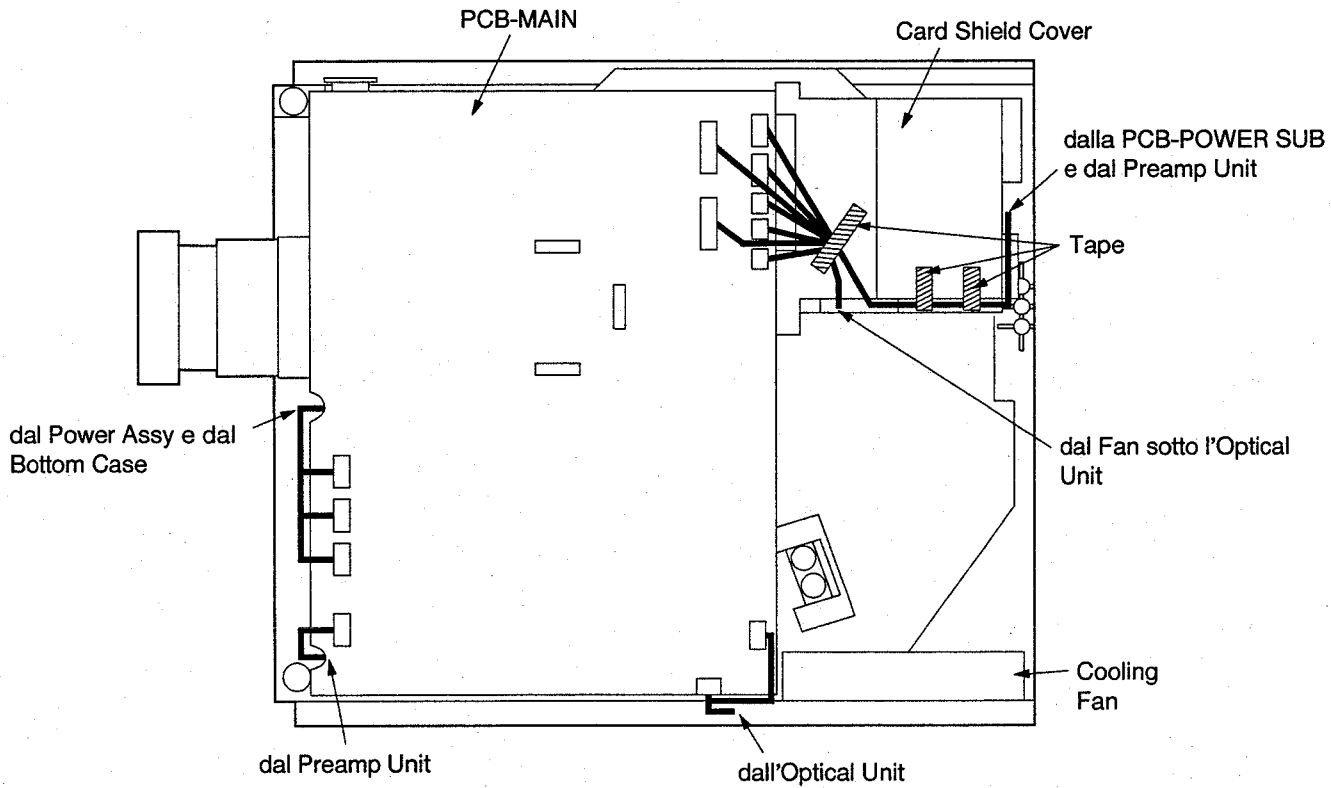 PCB-MAIN
Card Shield Cover
dalla PCB-POWER SUB
e dal Preamp Unit
Tape
dal Power Assy e dal
Bottom Case
dal Fan sotto l'Optical
Unit
Cooling
Fan
dal Preamp Unit
dall'Optical Unit